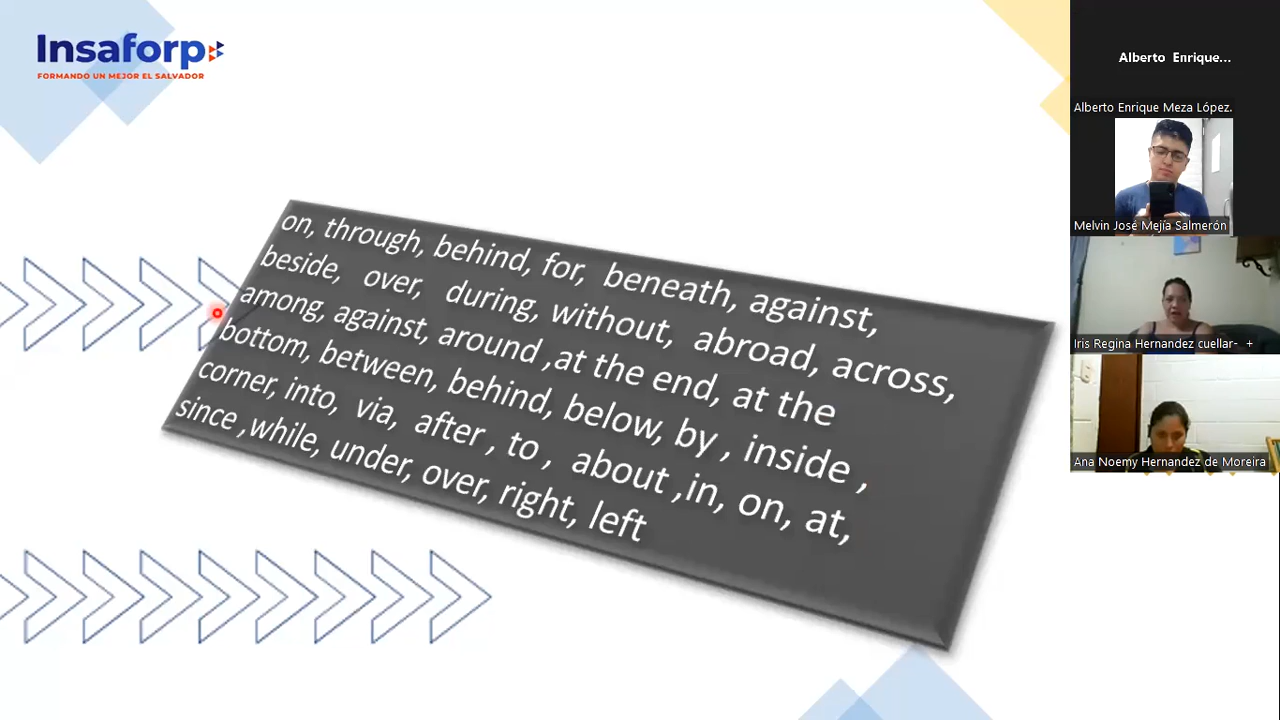 Insaforp
FORMANDO UN MEJOR EL SALVADOR
on, through, behind, for, beneath, against,
beside, over, during, without, abroad, across,
among, against, around ,at the end, at the
bottom, between, behind, below, by , inside ,
corner, into, via, after , to , about ,in, on, at,
since ,while, under, over, right, left
Alberto Enrique...
Alberto Enrique Meza López.
Melvin José Mejía Salmerón
Iris Regina Hernandez cuellar- +
Ana Noemy Hernandez de Moreira